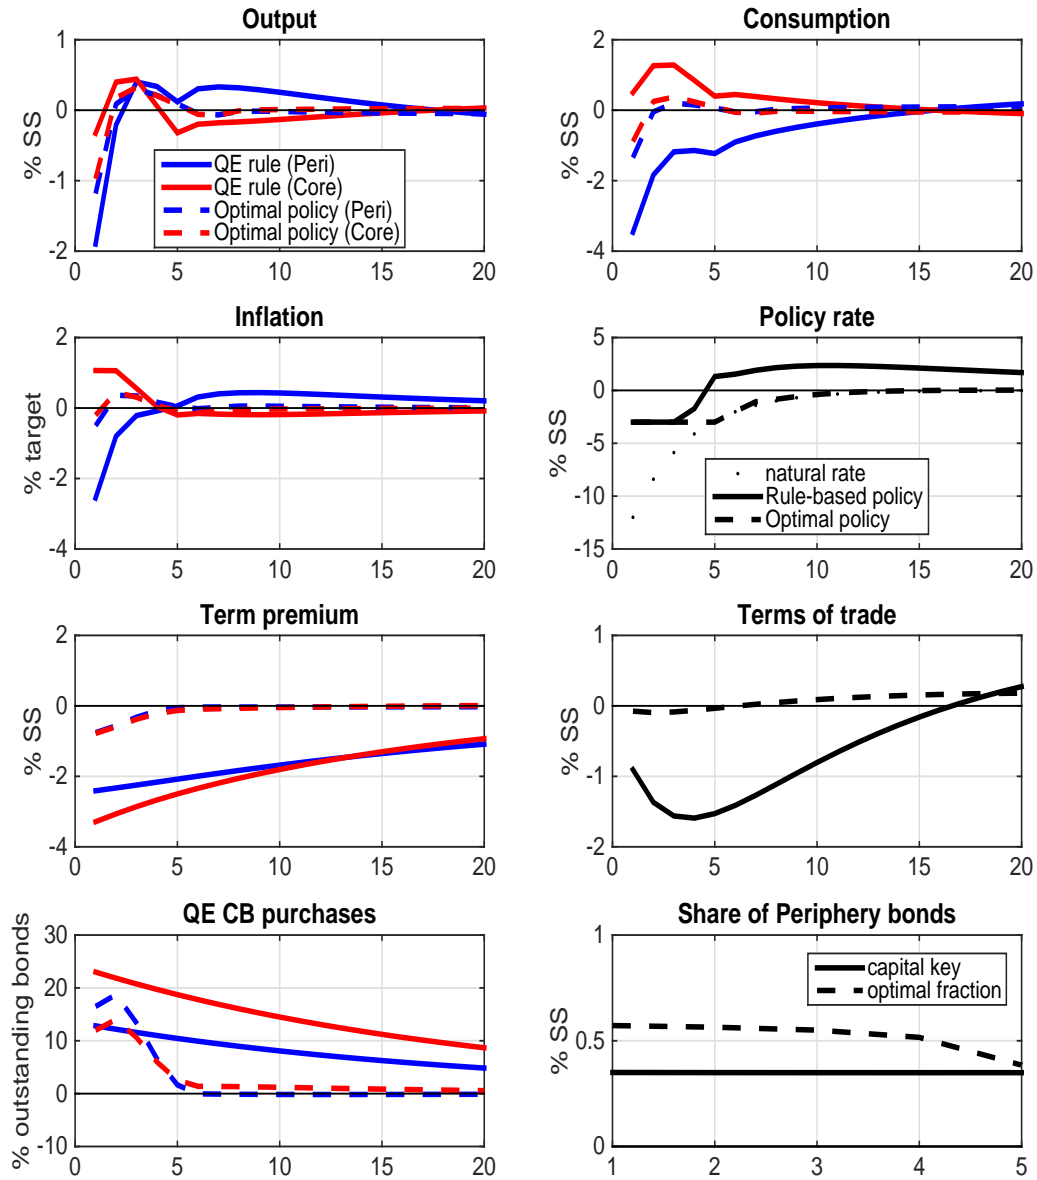 Output
% SS
1
0
-1
-2
0
5
10
15
20
QE rule (Peri)
QE rule (Core)
Optimal policy (Peri)
Optimal policy (Core)
Consumption
% SS
2
0
-2
-4
0
5
10
15
20
Inflation
% target
2
0
-2
-4
0
5
10
15
20
Policy rate
% SS
5
0
-5
-10
-15
0
5
10
15
20
natural rate
Rule-based policy
Optimal policy
Term premium
% SS
2
0
-2
-4
0
5
10
15
20
Terms of trade
% SS
1
0
-1
-2
0
5
10
15
20
QE CB purchases
% outstanding bonds
30
20
10
0
-10
0
5
10
15
20
Share of Periphery bonds
% SS
1
0.5
0
1
2
3
4
5
capital key
optimal fraction